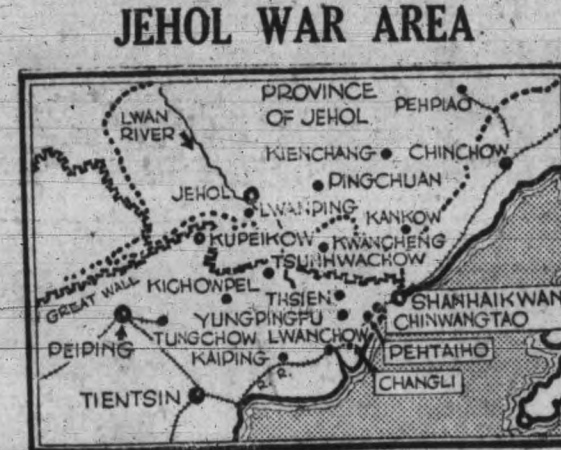 JEHOL WAR AREA
PROVINCE
OF JEHOL
PEHPIAO
LWAN
RIVER
KIENCHANG
CHINCHOW
JEHOL
PINGCHUAN
LWANPING
KANKOW
KUPEIKOW
KWANCHENG
TSUNHWACHOW
GREAT WALL
KICHOWPEL
THSIEN
SHANHAIKWAN
YUNGPINGFU
CHINWANGTAO
PEIPING
TUNGCHOW
LWANCHOW
PEHTAIHO
KAIPING
CHANGLI
R.R.
TIENTSIN